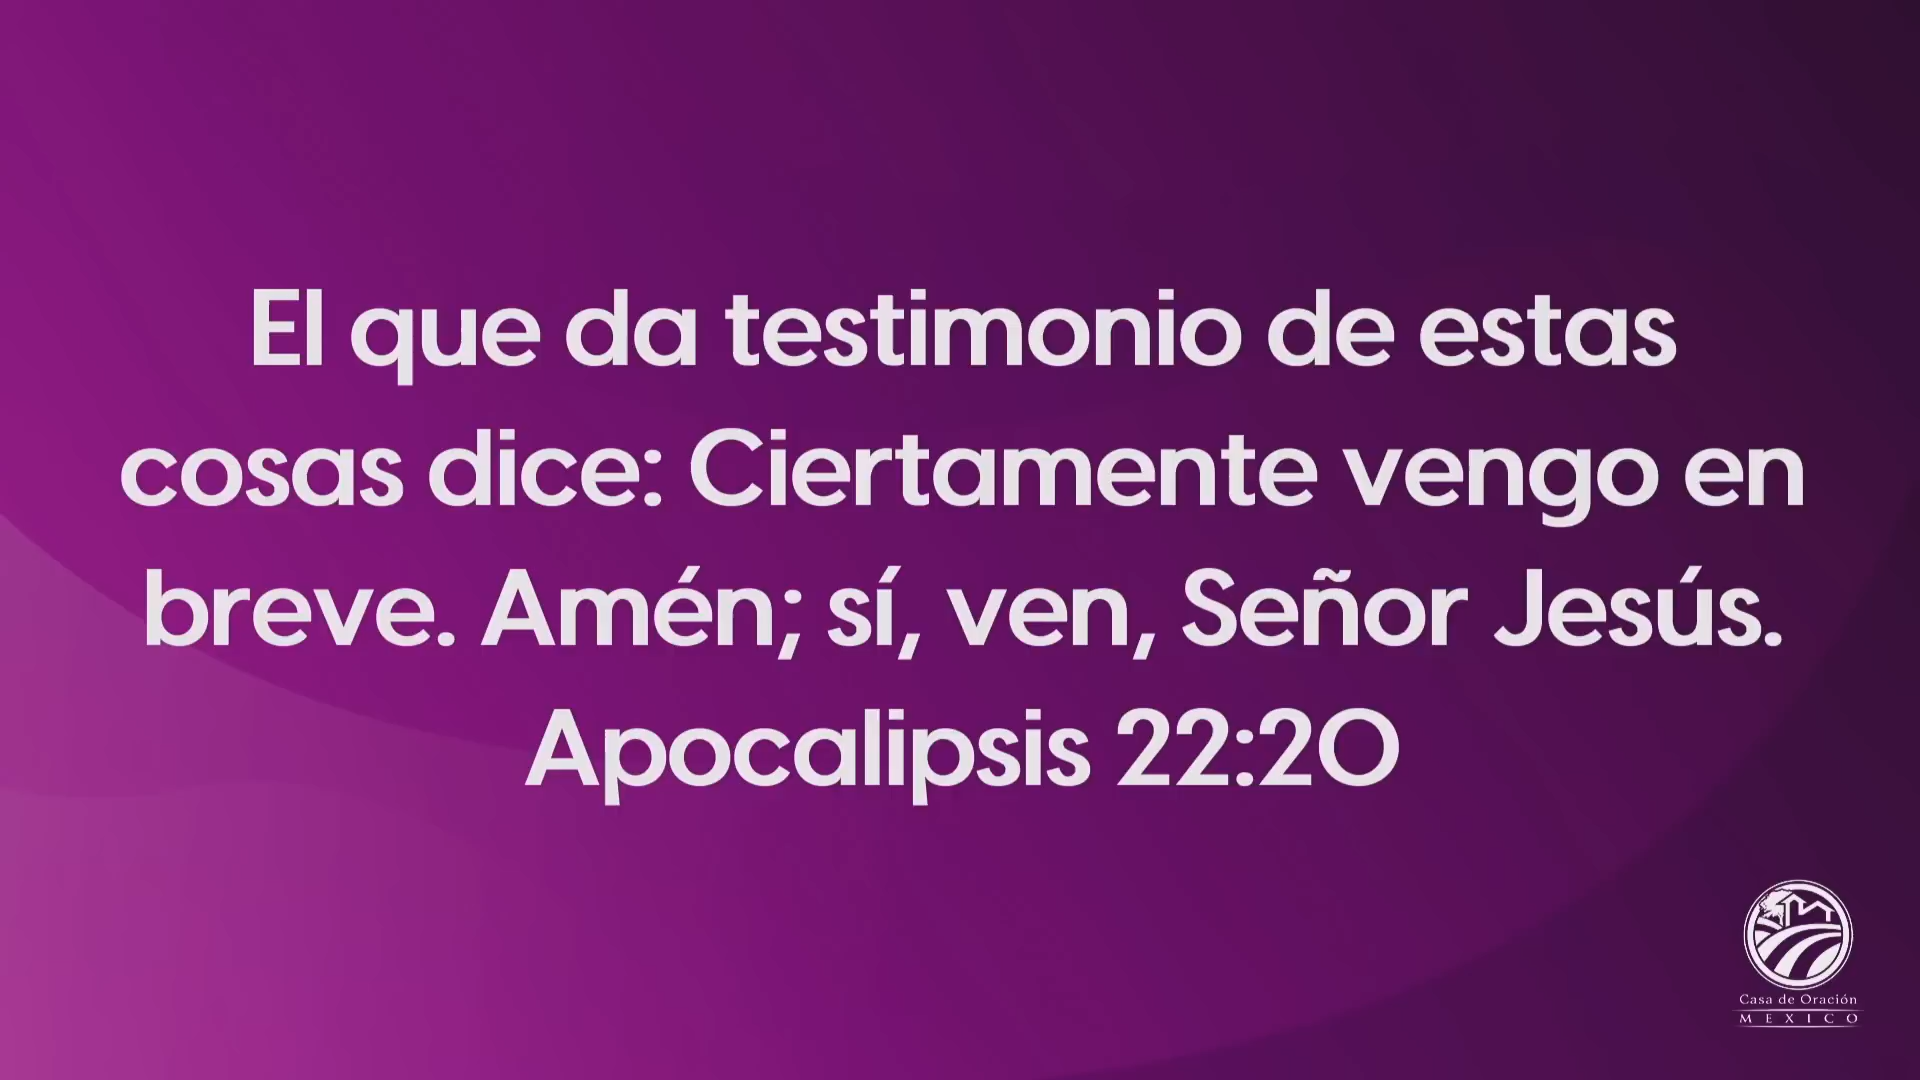 El que da testimonio de estas
cosas dice: Ciertamente vengo en
breve. Amén; sí, ven, Señor Jesús.
Apocalipsis 22:20
Casa de Oración
MEXICO